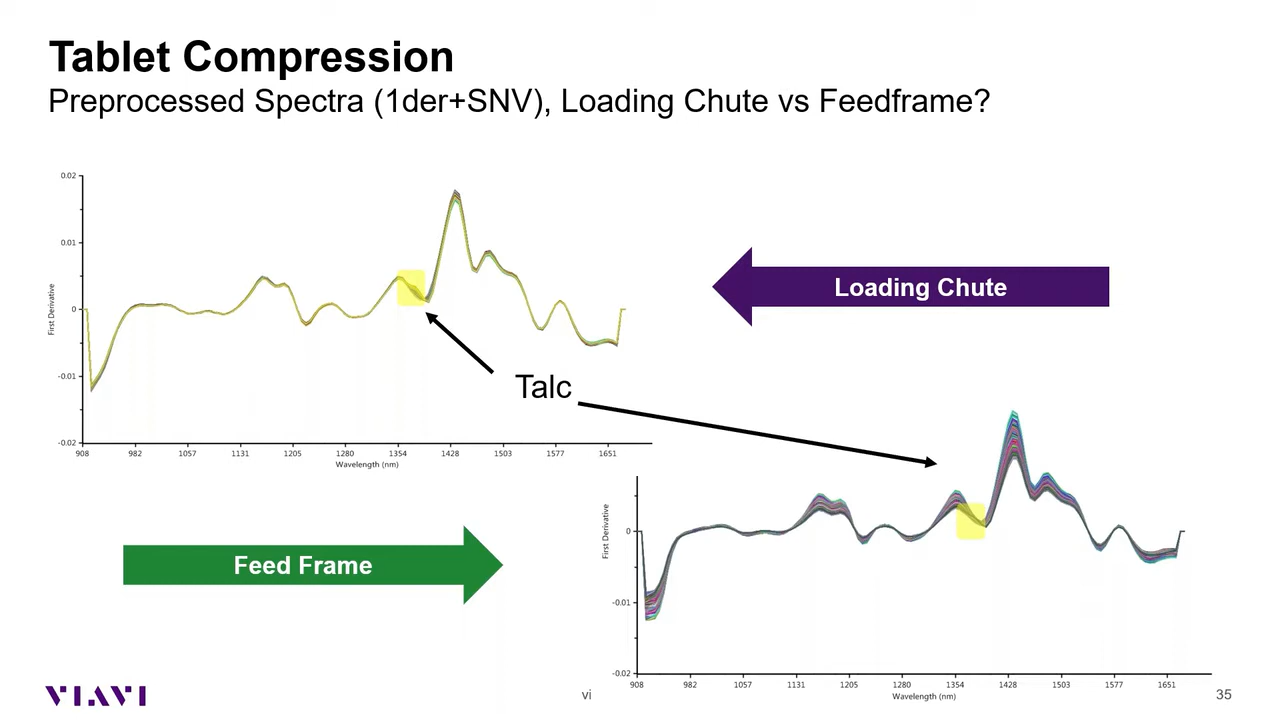 Tablet Compression
Preprocessed Spectra (1der+SNV), Loading Chute vs Feedframe?
0.02
0.01
0
-0.01
-0.02
First Derivative
908 982 1057 1131 1205 1280 1354 1428 1503 1577 1651
Wavelength (nm)
Loading Chute
Talc
Feed Frame
0
-0.01
-0.02
First Derivative
908 982 1057 1131 1205 1280 1354 1428 1503 1577 1651
Wavelength (nm)
VIAVI
vi
35